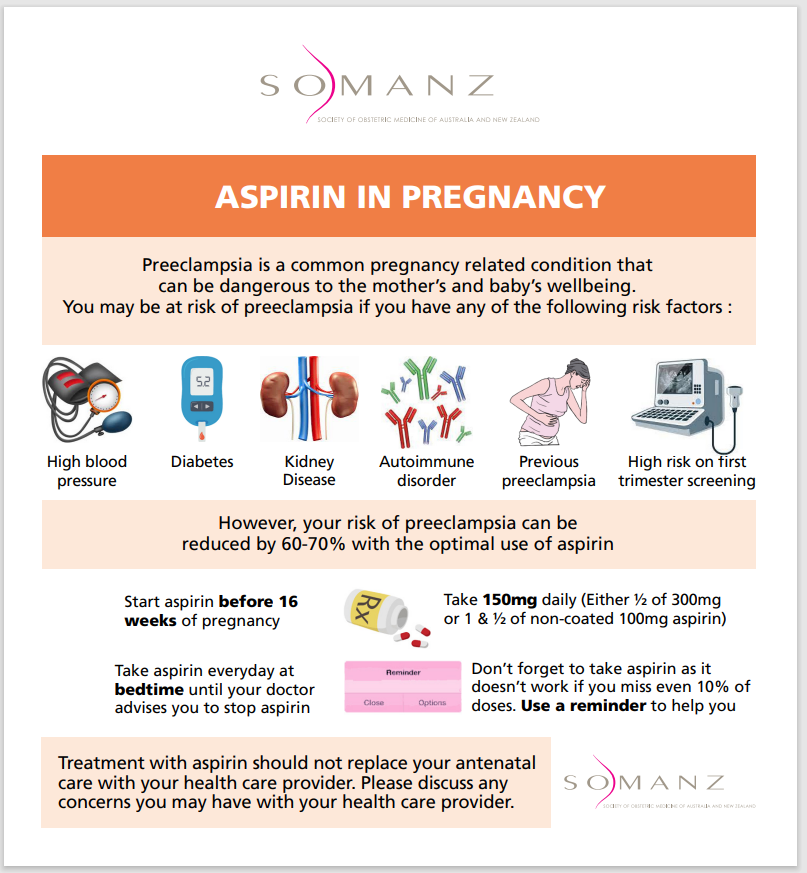 SOMANZ
SOCIETY OF OBSTETRIC MEDICINE OF AUSTRALIA AND NEW ZEALAND
ASPIRIN IN PREGNANCY
Preeclampsia is a common pregnancy related condition that
can be dangerous to the mother's and baby's wellbeing.
You may be at risk of preeclampsia if you have any of the following risk factors :
5.2
High blood
pressure
Diabetes
Kidney
Disease
Autoimmune
disorder
Previous
preeclampsia
High risk on first
trimester screening
However, your risk of preeclampsia can be
reduced by 60-70% with the optimal use of aspirin
Start aspirin before 16
weeks of pregnancy
Rx
Take 150mg daily (Either ½ of 300mg
or 1 & ½ of non-coated 100mg aspirin)
Take aspirin everyday at
bedtime until your doctor
advises you to stop aspirin
Reminder
Close
Options
Don't forget to take aspirin as it
doesn't work if you miss even 10% of
doses. Use a reminder to help you
Treatment with aspirin should not replace your antenatal
care with your health care provider. Please discuss any
concerns you may have with your health care provider.
SOMANZ
SOCIETY OF OBSTETRIC MEDICINE OF AUSTRALIA AND NEW ZEALAND